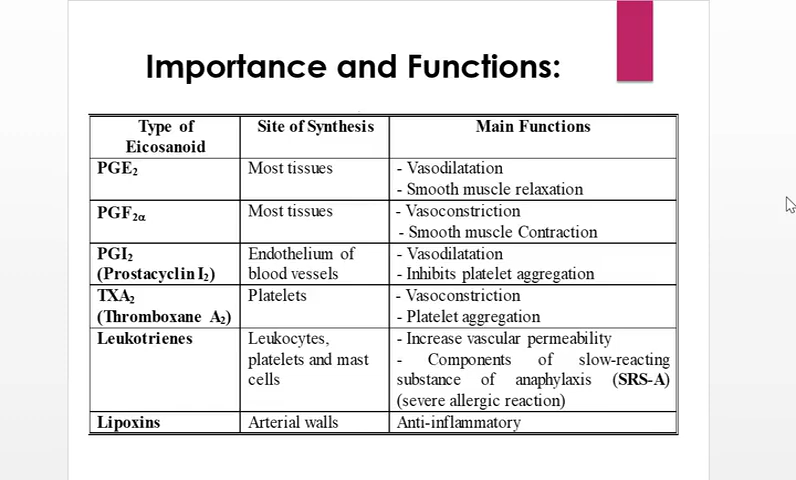 Importance and Functions:
Type of Eicosanoid | Site of Synthesis | Main Functions
PGE₂ | Most tissues | - Vasodilatation
- Smooth muscle relaxation
PGF₂α | Most tissues | - Vasoconstriction
- Smooth muscle Contraction
PGI₂ | Endothelium of | - Vasodilatation
(Prostacyclin I₂) | blood vessels | - Inhibits platelet aggregation
TXA₂ | Platelets | - Vasoconstriction
(Thromboxane A₂) | - Platelet aggregation
Leukotrienes | Leukocytes, | - Increase vascular permeability
platelets and mast | - Components of slow-reacting
cells | substance of anaphylaxis (SRS-A)
(severe allergic reaction)
Lipoxins | Arterial walls | Anti-inflammatory